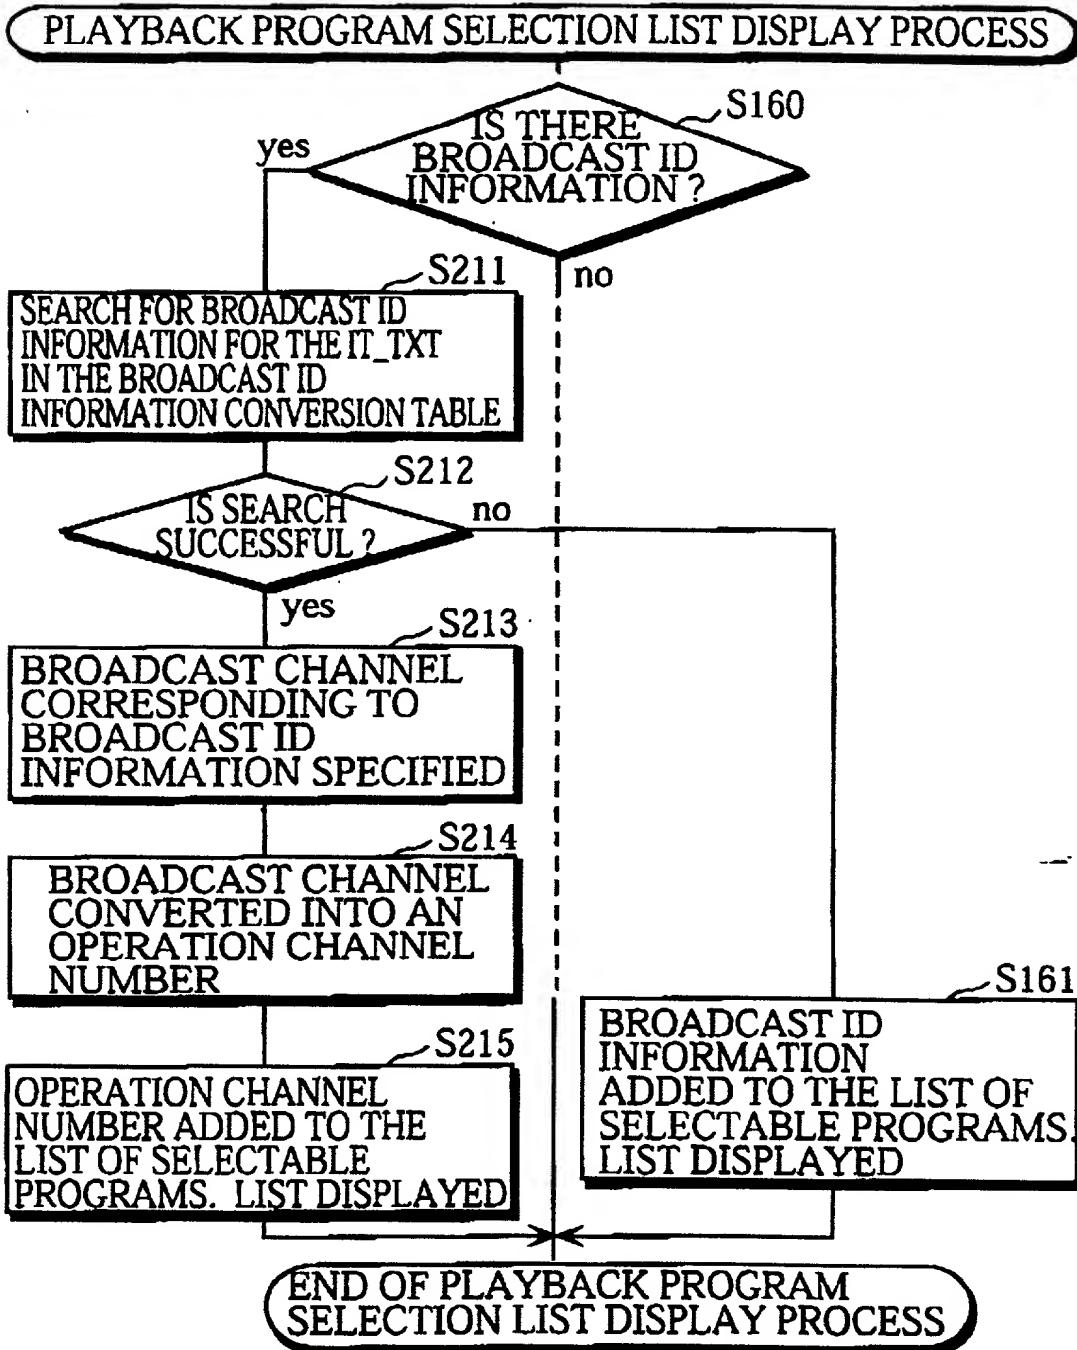 PLAYBACK PROGRAM SELECTION LIST DISPLAY PROCESS
S160
IS THERE
BROADCAST ID
INFORMATION ?
yes
no
S211
SEARCH FOR BROADCAST ID
INFORMATION FOR THE IT_TXT
IN THE BROADCAST ID
INFORMATION CONVERSION TABLE
S212
IS SEARCH
SUCCESSFUL ?
no
yes
S213
BROADCAST CHANNEL
CORRESPONDING TO
BROADCAST ID
INFORMATION SPECIFIED
S214
BROADCAST CHANNEL
CONVERTED INTO AN
OPERATION CHANNEL
NUMBER
S215
OPERATION CHANNEL
NUMBER ADDED TO THE
LIST OF SELECTABLE
PROGRAMS. LIST DISPLAYED
S161
BROADCAST ID
INFORMATION
ADDED TO THE LIST OF
SELECTABLE PROGRAMS.
LIST DISPLAYED
END OF PLAYBACK PROGRAM
SELECTION LIST DISPLAY PROCESS